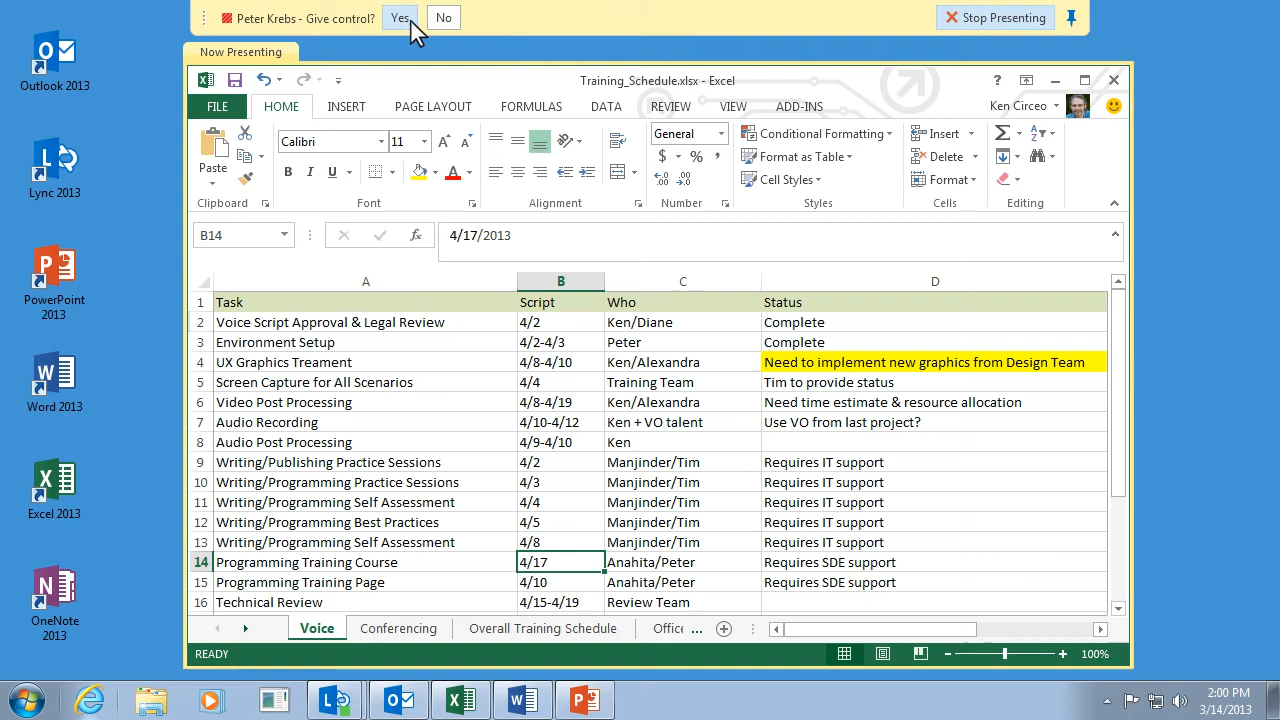 Peter Krebs - Give control? Yes No Stop Presenting
Now Presenting
Training_Schedule.xlsx - Excel
FILE HOME INSERT PAGE LAYOUT FORMULAS DATA REVIEW VIEW ADD-INS Ken Circeo
Paste
Calibri 11
General
Conditional Formatting
Format as Table
Cell Styles
Insert
Delete
Format
Clipboard Font Alignment Number Styles Cells Editing
B14 4/17/2013
A B C D
1 Task Script Who Status
2 Voice Script Approval & Legal Review 4/2 Ken/Diane Complete
3 Environment Setup 4/2-4/3 Peter Complete
4 UX Graphics Treament 4/8-4/10 Ken/Alexandra Need to implement new graphics from Design Team
5 Screen Capture for All Scenarios 4/4 Training Team Tim to provide status
6 Video Post Processing 4/8-4/19 Ken/Alexandra Need time estimate & resource allocation
7 Audio Recording 4/10-4/12 Ken + VO talent Use VO from last project?
8 Audio Post Processing 4/9-4/10 Ken
9 Writing/Publishing Practice Sessions 4/2 Manjinder/Tim Requires IT support
10 Writing/Programming Practice Sessions 4/3 Manjinder/Tim Requires IT support
11 Writing/Programming Self Assessment 4/4 Manjinder/Tim Requires IT support
12 Writing/Programming Best Practices 4/5 Manjinder/Tim Requires IT support
13 Writing/Programming Self Assessment 4/8 Manjinder/Tim Requires IT support
14 Programming Training Course 4/17 Anahita/Peter Requires SDE support
15 Programming Training Page 4/10 Anahita/Peter Requires SDE support
16 Technical Review 4/15-4/19 Review Team
Voice Conferencing Overall Training Schedule Office ...
READY 100%
Outlook 2013
Lync 2013
PowerPoint
2013
Word 2013
Excel 2013
OneNote
2013
2:00 PM
3/14/2013